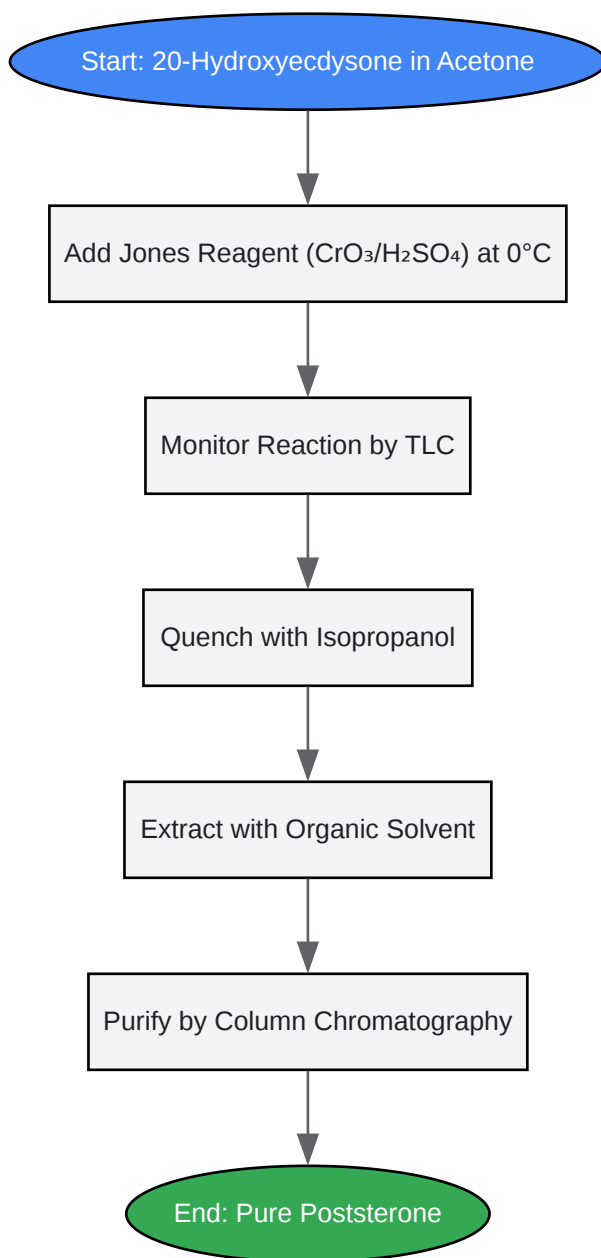 Start: 20-Hydroxyecdysone in Acetone
Add Jones Reagent (CrO₃/H₂SO₄) at 0°C
Monitor Reaction by TLC
Quench with Isopropanol
Extract with Organic Solvent
Purify by Column Chromatography
End: Pure Poststerone